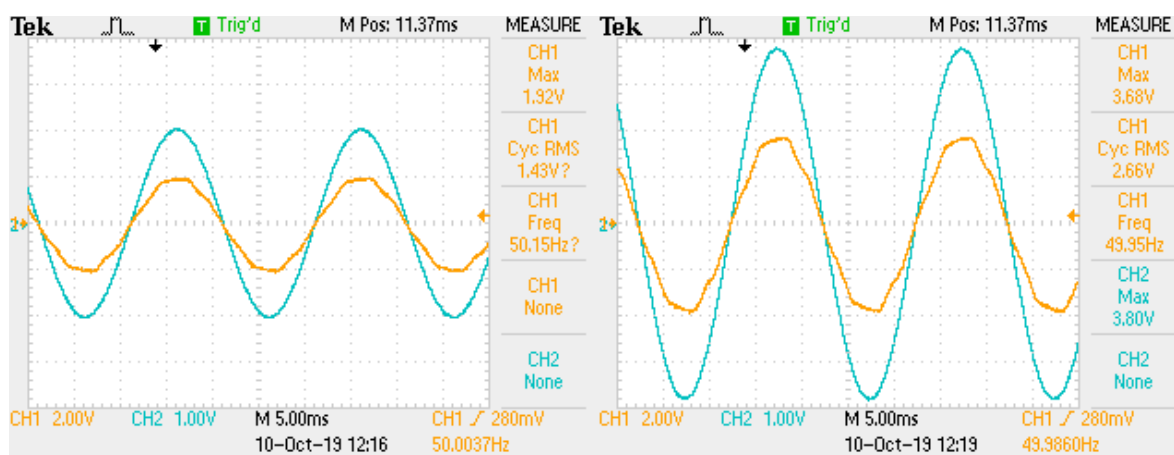 Tek T Trig'd M Pos: 11.37ms MEASURE
CH1
Max
1.92V
CH1
Cyc RMS
1.43V?
CH1
Freq
50.15Hz?
CH1
None
CH2
None
2
CH1 2.00V CH2 1.00V M 5.00ms CH1 280mV
10-Oct-19 12:16 50.0037Hz
Tek T Trig'd M Pos: 11.37ms MEASURE
CH1
Max
3.68V
CH1
Cyc RMS
2.66V
CH1
Freq
49.95Hz
CH2
Max
3.80V
CH2
None
2
CH1 2.00V CH2 1.00V M 5.00ms CH1 280mV
10-Oct-19 12:19 49.9860Hz